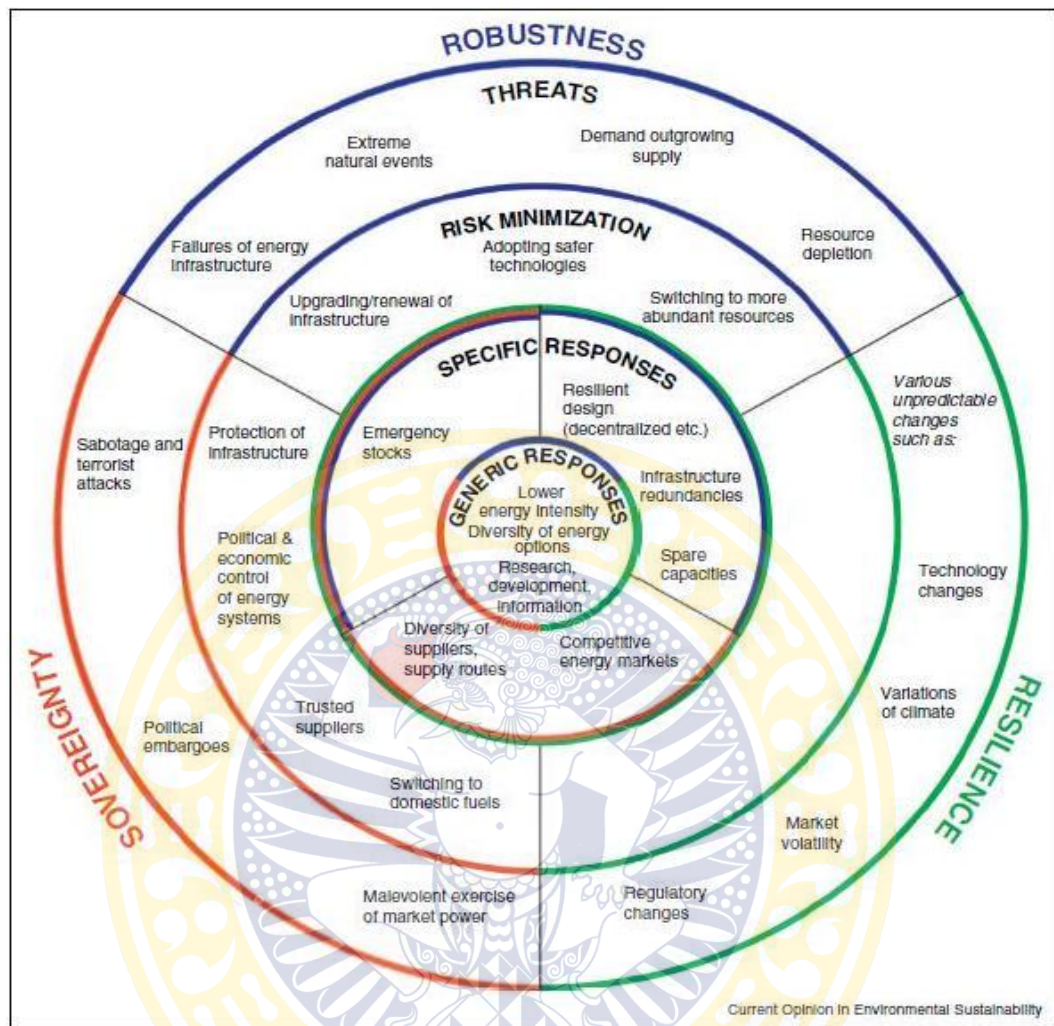 ROBUSTNESS
THREATS
Extreme
natural events
Demand outgrowing
supply
Failures of energy
infrastructure
Resource
depletion
RISK MINIMIZATION
Adopting safer
technologies
Upgrading/renewal of
infrastructure
Switching to more
abundant resources
SPECIFIC RESPONSES
Resilient
design
(decentralized etc.)
Emergency
stocks
Infrastructure
redundancies
Spare
capacities
GENERIC RESPONSES
Lower
energy intensity
Diversity of energy
options
Research,
development,
information
Diversity of
suppliers,
supply routes
Competitive
energy markets
Sabotage and
terrorist
attacks
Protection of
infrastructure
Political &
economic
control
of energy
systems
Trusted
suppliers
Political
embargoes
Switching to
domestic fuels
Malevolent exercise
of market power
SOVEREIGNTY
Various
unpredictable
changes
such as:
Technology
changes
Variations
of climate
Market
volatility
Regulatory
changes
RESILIENCE
Current Opinion in Environmental Sustainability